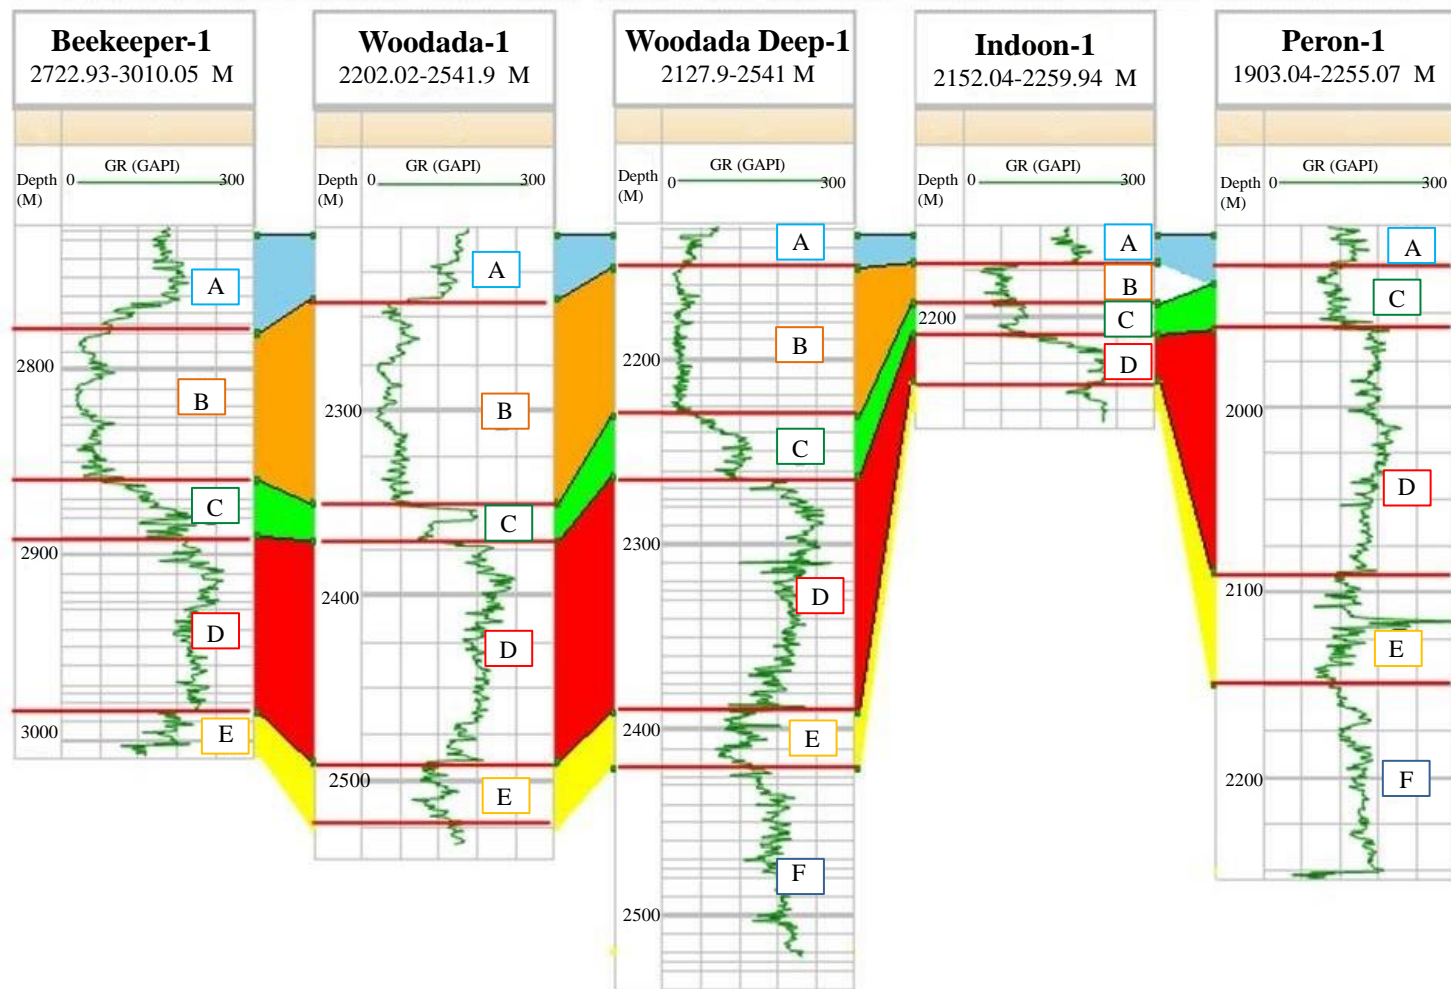 Beekeeper-1
2722.93-3010.05 M
GR (GAPI)
Depth 0 300
(M)
A
2800
B
C
2900
D
3000
E
Woodada-1
2202.02-2541.9 M
GR (GAPI)
Depth 0 300
(M)
A
2300
B
C
2400
D
2500
E
Woodada Deep-1
2127.9-2541 M
GR (GAPI)
Depth 0 300
(M)
A
B
2200
C
2300
D
2400
E
F
2500
Indoon-1
2152.04-2259.94 M
GR (GAPI)
Depth 0 300
(M)
A
B
2200
C
D
Peron-1
1903.04-2255.07 M
GR (GAPI)
Depth 0 300
(M)
A
C
2000
D
2100
E
2200
F